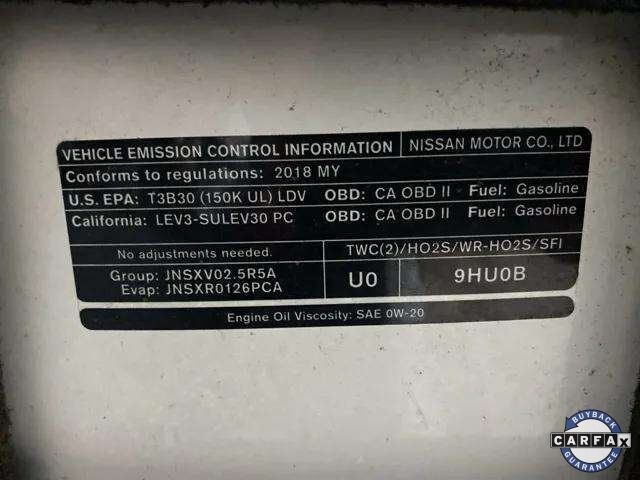 VEHICLE EMISSION CONTROL INFORMATION NISSAN MOTOR CO., LTD
Conforms to regulations: 2018 MY
U.S. EPA: T3B30 (150K UL) LDV OBD: CA OBD II Fuel: Gasoline
California: LEV3-SULEV30 PC OBD: CA OBD II Fuel: Gasoline
No adjustments needed. TWC(2)/HO2S/WR-HO2S/SFI
Group: JNSXV02.5R5A
Evap: JNSXR0126PCA
U0 9HU0B
Engine Oil Viscosity: SAE 0W-20
BUYBACK
CARFAX
GUARANTEE